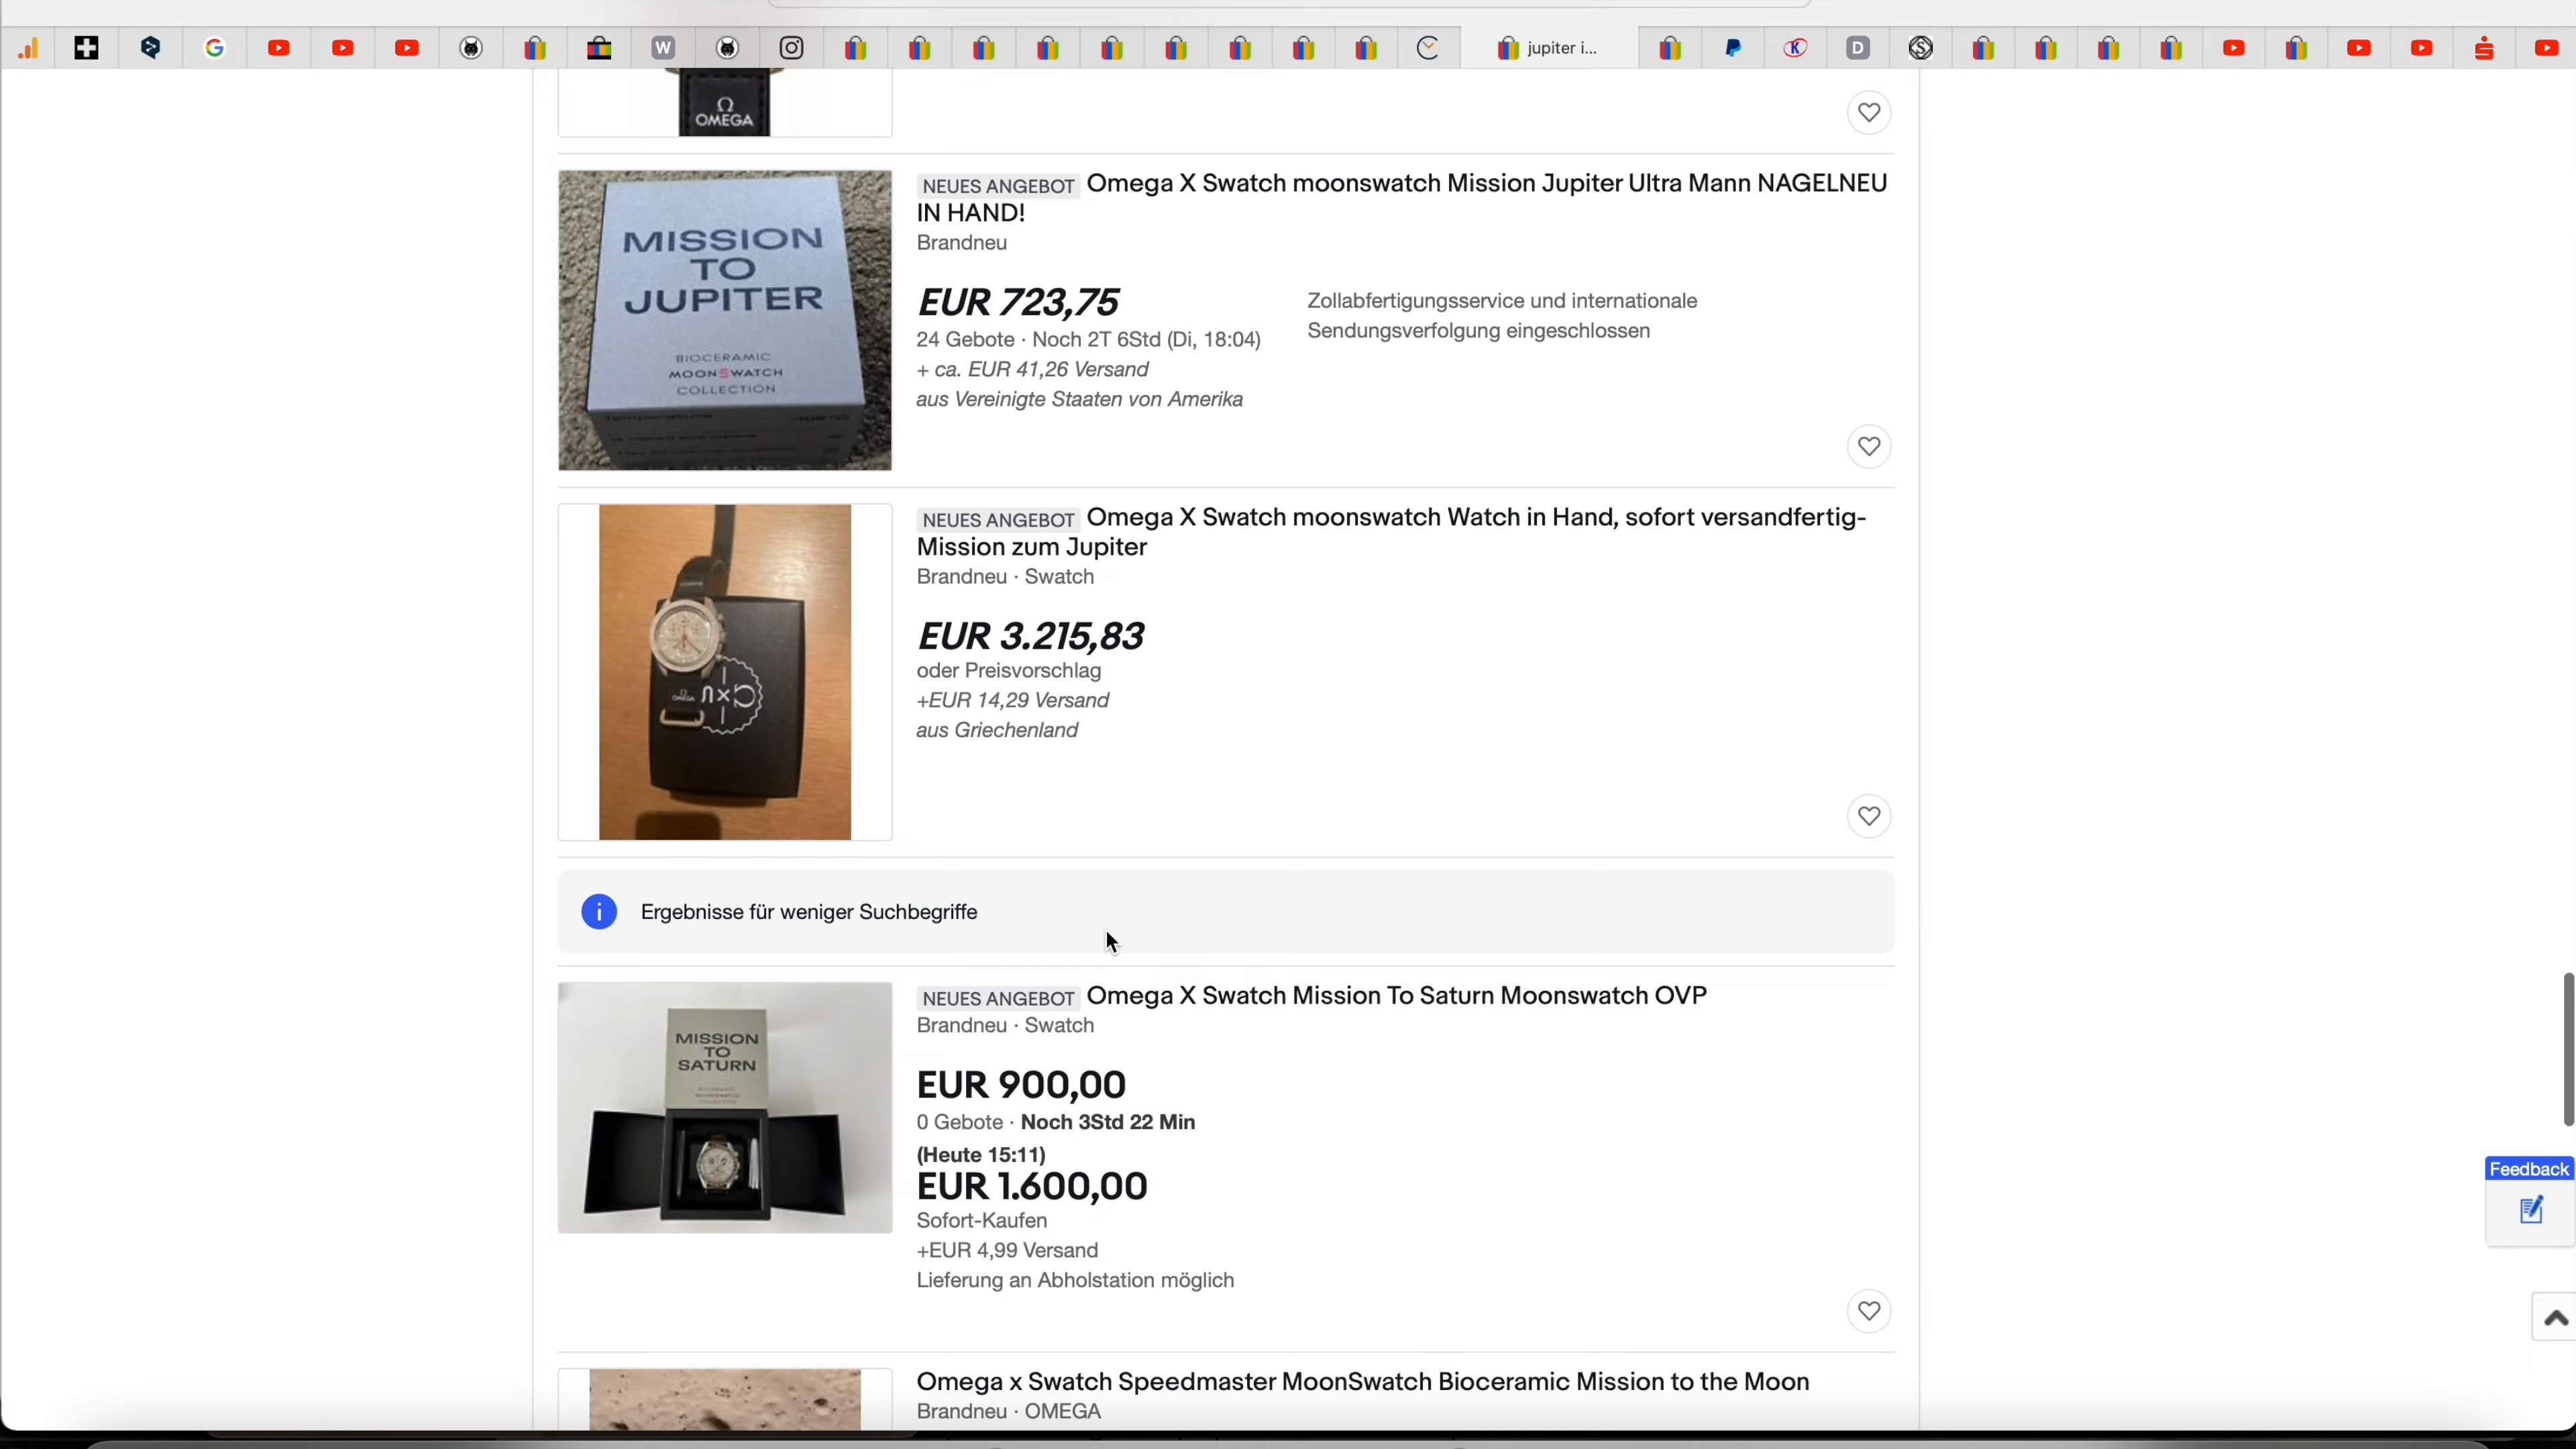 jupiter i...
Ω
OMEGA
NEUES ANGEBOT Omega X Swatch moonswatch Mission Jupiter Ultra Mann NAGELNEU
IN HAND!
Brandneu
MISSION
TO
JUPITER
BIOCERAMIC
MOONSWATCH
COLLECTION
EUR 723,75
24 Gebote · Noch 2T 6Std (Di, 18:04)
+ ca. EUR 41,26 Versand
aus Vereinigte Staaten von Amerika
Zollabfertigungsservice und internationale
Sendungsverfolgung eingeschlossen
NEUES ANGEBOT Omega X Swatch moonswatch Watch in Hand, sofort versandfertig-
Mission zum Jupiter
Brandneu · Swatch
EUR 3.215,83
oder Preisvorschlag
+EUR 14,29 Versand
aus Griechenland
OMEGA
Ergebnisse für weniger Suchbegriffe
NEUES ANGEBOT Omega X Swatch Mission To Saturn Moonswatch OVP
Brandneu · Swatch
MISSION
TO
SATURN
EUR 900,00
0 Gebote · Noch 3Std 22 Min
(Heute 15:11)
EUR 1.600,00
Sofort-Kaufen
+EUR 4,99 Versand
Lieferung an Abholstation möglich
Feedback
Omega x Swatch Speedmaster MoonSwatch Bioceramic Mission to the Moon
Brandneu · OMEGA